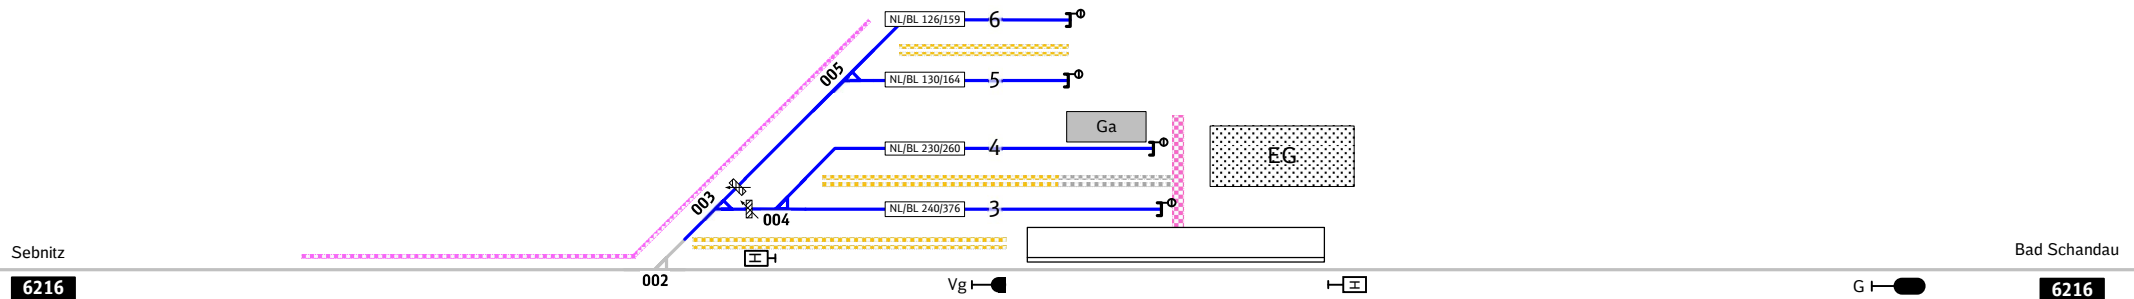 NL/BL 126/159 6
005
NL/BL 130/164 5
Ga
NL/BL 230/260 4
EG
003
NL/BL 240/376 3
004
Sebnitz
Bad Schandau
002
6216
Vg
G
6216